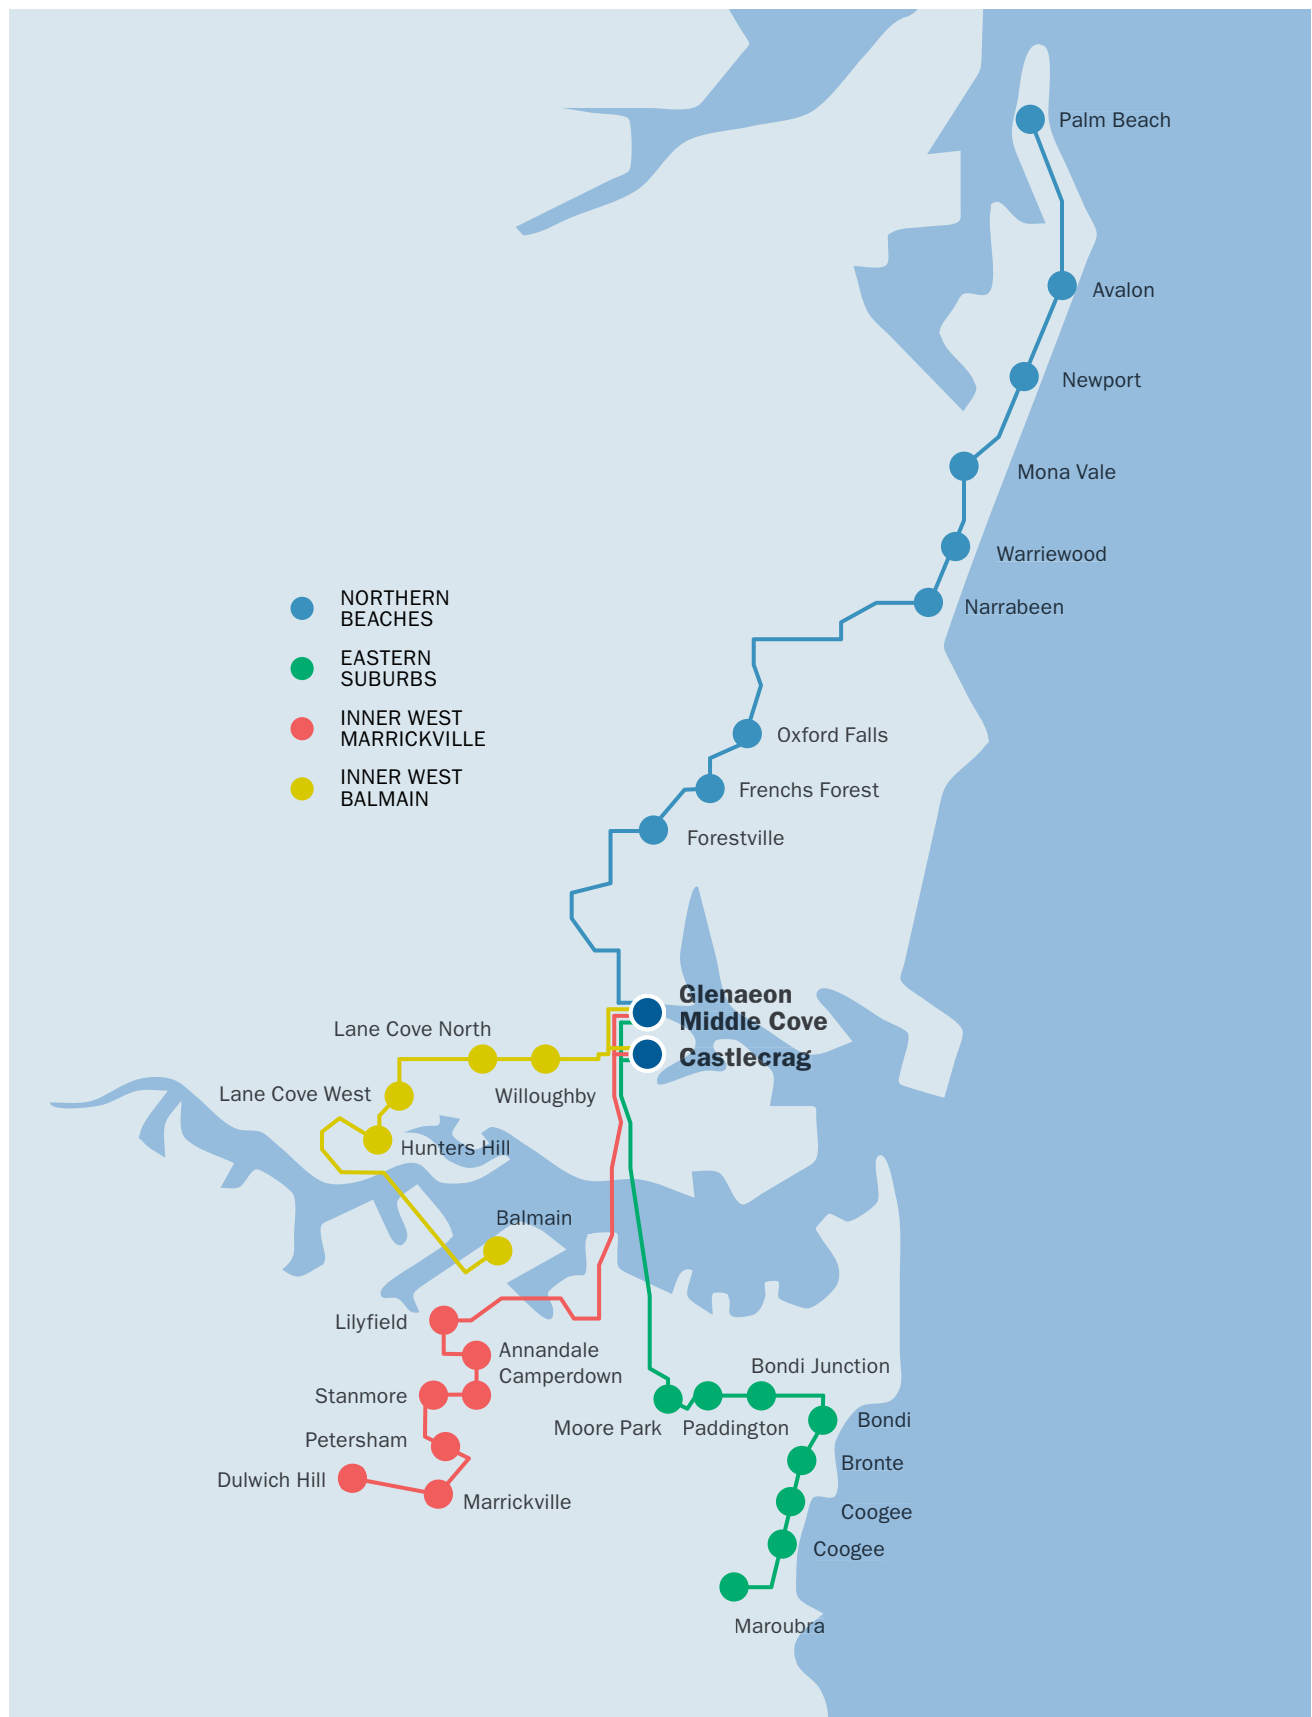 Palm Beach
Avalon
Newport
Mona Vale
Warriewood
Narrabeen
NORTHERN
BEACHES
EASTERN
SUBURBS
INNER WEST
MARRICKVILLE
INNER WEST
BALMAIN
Oxford Falls
Frenchs Forest
Forestville
Glenaeon
Middle Cove
Castlecrag
Lane Cove North
Lane Cove West
Willoughby
Hunters Hill
Balmain
Lilyfield
Annandale
Camperdown
Stanmore
Petersham
Dulwich Hill
Marrickville
Bondi Junction
Moore Park
Paddington
Bondi
Bronte
Coogee
Coogee
Maroubra